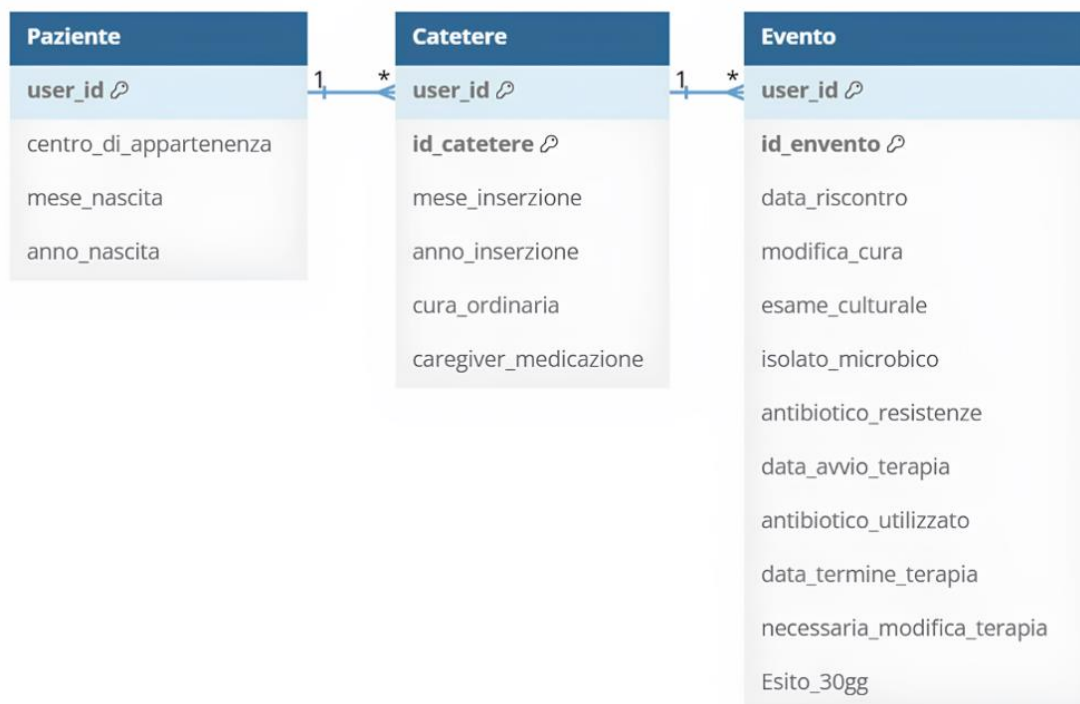 Paziente
user_id
centro_di_appartenenza
mese_nascita
anno_nascita
1 *
Catetere
user_id
id_catetere
mese_inserzione
anno_inserzione
cura_ordinaria
caregiver_medicazione
1 *
Evento
user_id
id_envento
data_riscontro
modifica_cura
esame_culturale
isolato_microbico
antibiotico_resistenze
data_avvio_terapia
antibiotico_utilizzato
data_termine_terapia
necessaria_modifica_terapia
Esito_30gg